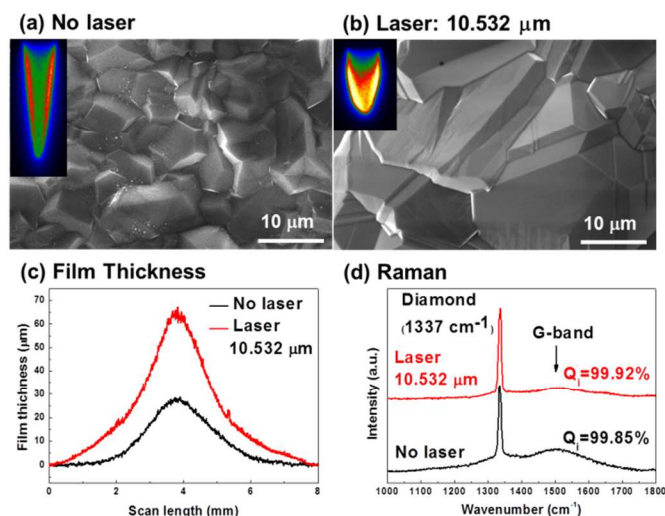 (a) No laser
(b) Laser: 10.532 μm
10 μm
10 μm
(c) Film Thickness
Film thickness (μm)
70
60
50
40
30
20
10
0
No laser
Laser
10.532 μm
0 2 4 6 8
Scan length (mm)
(d) Raman
Intensity (a.u.)
Diamond
(1337 cm⁻¹)
G-band
Laser
10.532 μm
Qi=99.92%
No laser
Qi=99.85%
1000 1100 1200 1300 1400 1500 1600 1700 1800
Wavenumber (cm⁻¹)